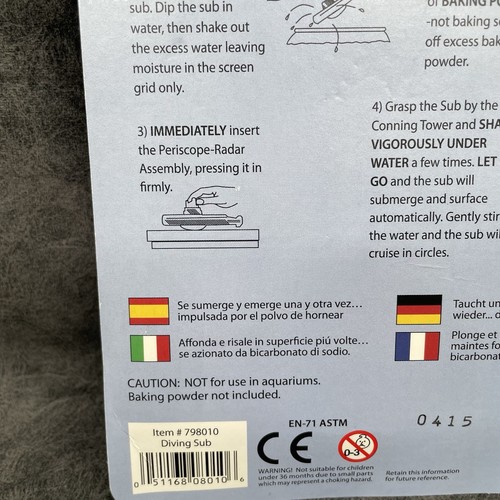 sub. Dip the sub in
water, then shake out
the excess water leaving
moisture in the screen
grid only.
of BAKING
-not baking
off excess
powder.
3) IMMEDIATELY insert
the Periscope-Radar
Assembly, pressing it in
firmly.
4) Grasp the Sub by the
Conning Tower and
VIGOROUSLY UNDER
WATER a few times. LET
GO and the sub will
submerge and surface
automatically. Gently
the water and the sub
cruise in circles.
Se sumerge y emerge una y otra vez...
impulsada por el polvo de hornear
Affonda e risale in superficie piú volte...
se azionato da bicarbonato di sodio.
Taucht
wieder...
Plonge et
maintes
CAUTION: NOT for use in aquariums.
Baking powder not included.
Item # 798010
Diving Sub
0 51168 08010 6
EN-71 ASTM
CE
0-3
0415
WARNING! Not suitable for children
under 36 months due to small parts
which may represent a choking hazard.
Retain this information
for future reference.